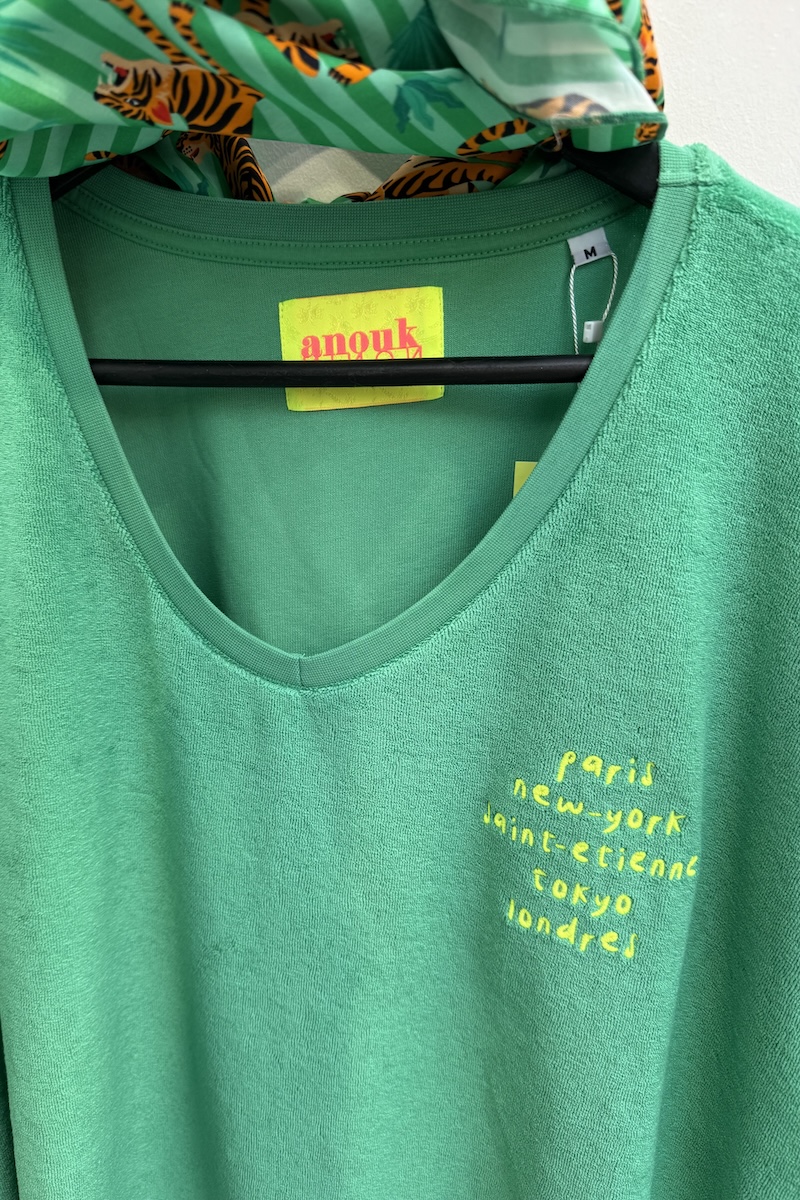 M
anouk
paris
new-york
saint-etienne
tokyo
londres